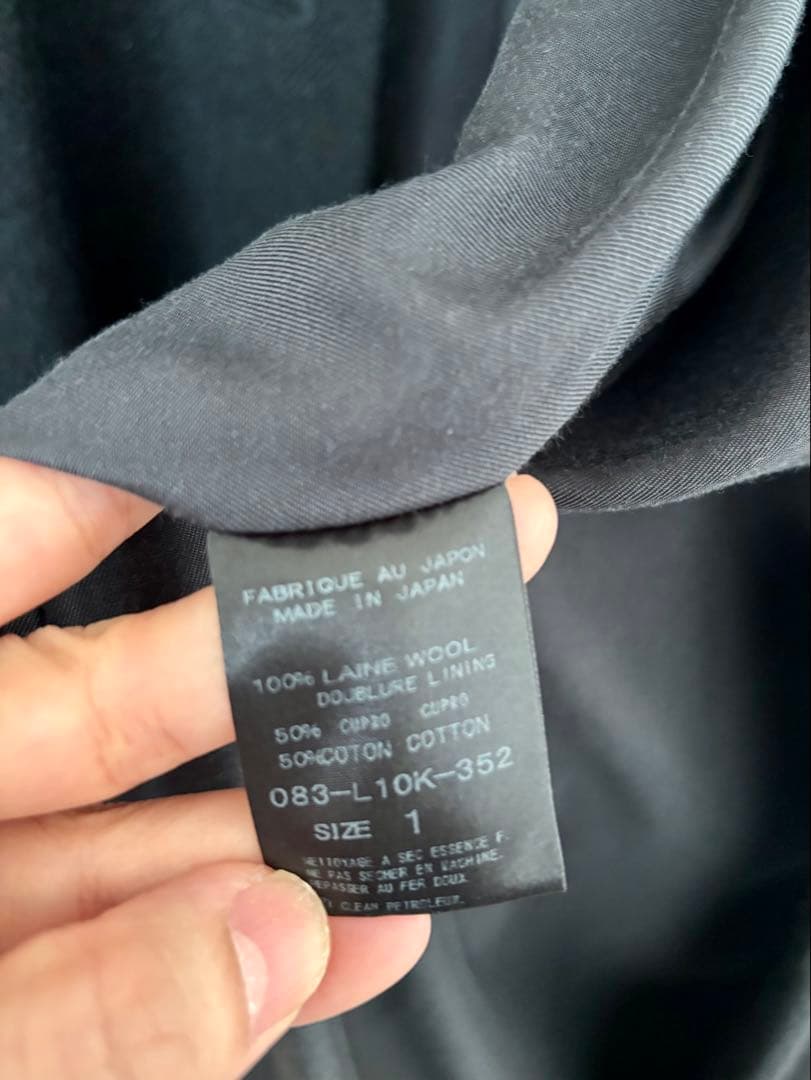 FABRIQUE AU JAPON
MADE IN JAPAN
100% LAINE WOOL
DOUBLURE LINING
50% CUPRO CUPRO
50%COTON COTTON
083-L10K-352
SIZE 1
NETTOYAGE A SEC ESSENCE F.
NE PAS SECHER EN MACHINE.
REPASSER AU FER DOUX
CLEAN PETROLEUM.